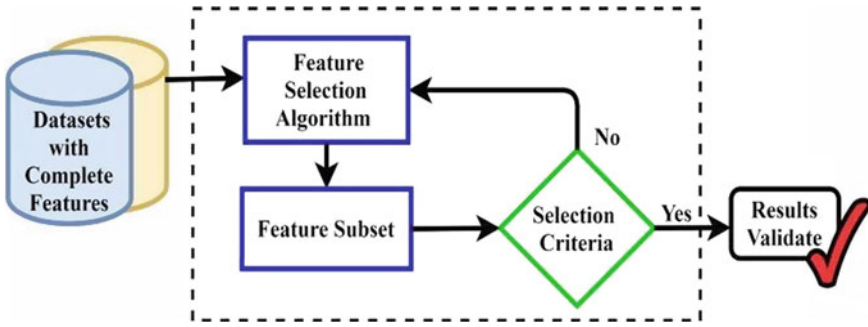 Datasets
with
Complete
Features
Feature
Selection
Algorithm
Feature Subset
No
Selection
Criteria
Yes
Results
Validate